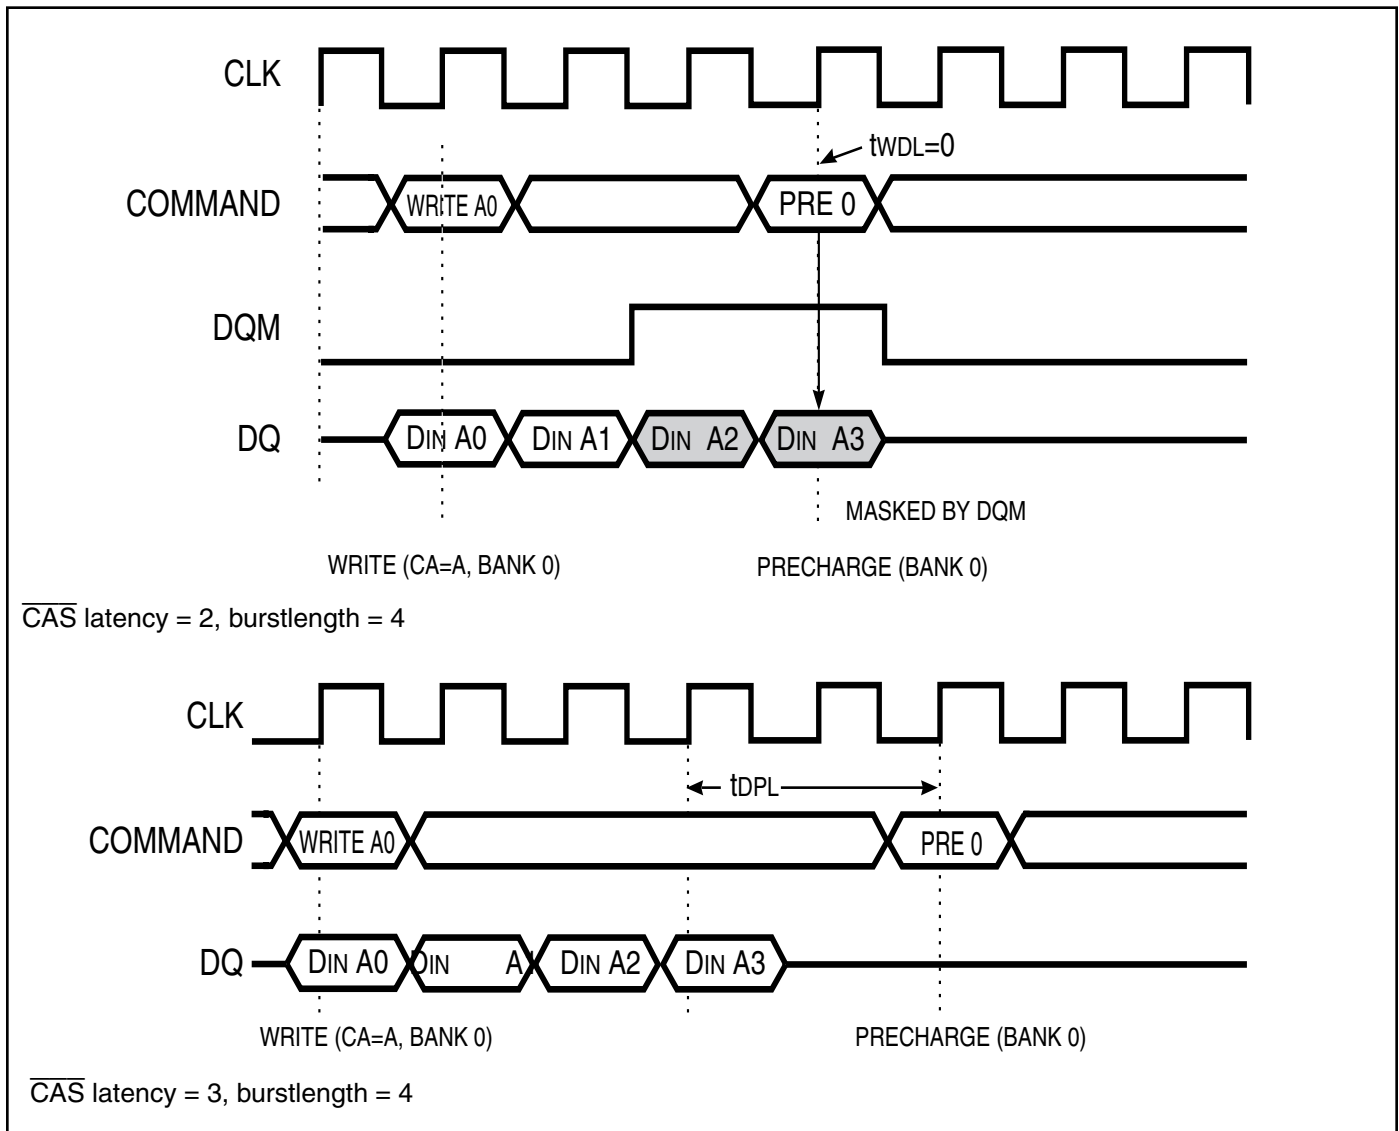 CLK
tWDL=0
COMMAND WRITE A0 PRE 0
DQM
DQ DIN A0 DIN A1 DIN A2 DIN A3
MASKED BY DQM
WRITE (CA=A, BANK 0) PRECHARGE (BANK 0)
CAS latency = 2, burstlength = 4
CLK
tDPL
COMMAND WRITE A0 PRE 0
DQ DIN A0 DIN A1 DIN A2 DIN A3
WRITE (CA=A, BANK 0) PRECHARGE (BANK 0)
CAS latency = 3, burstlength = 4